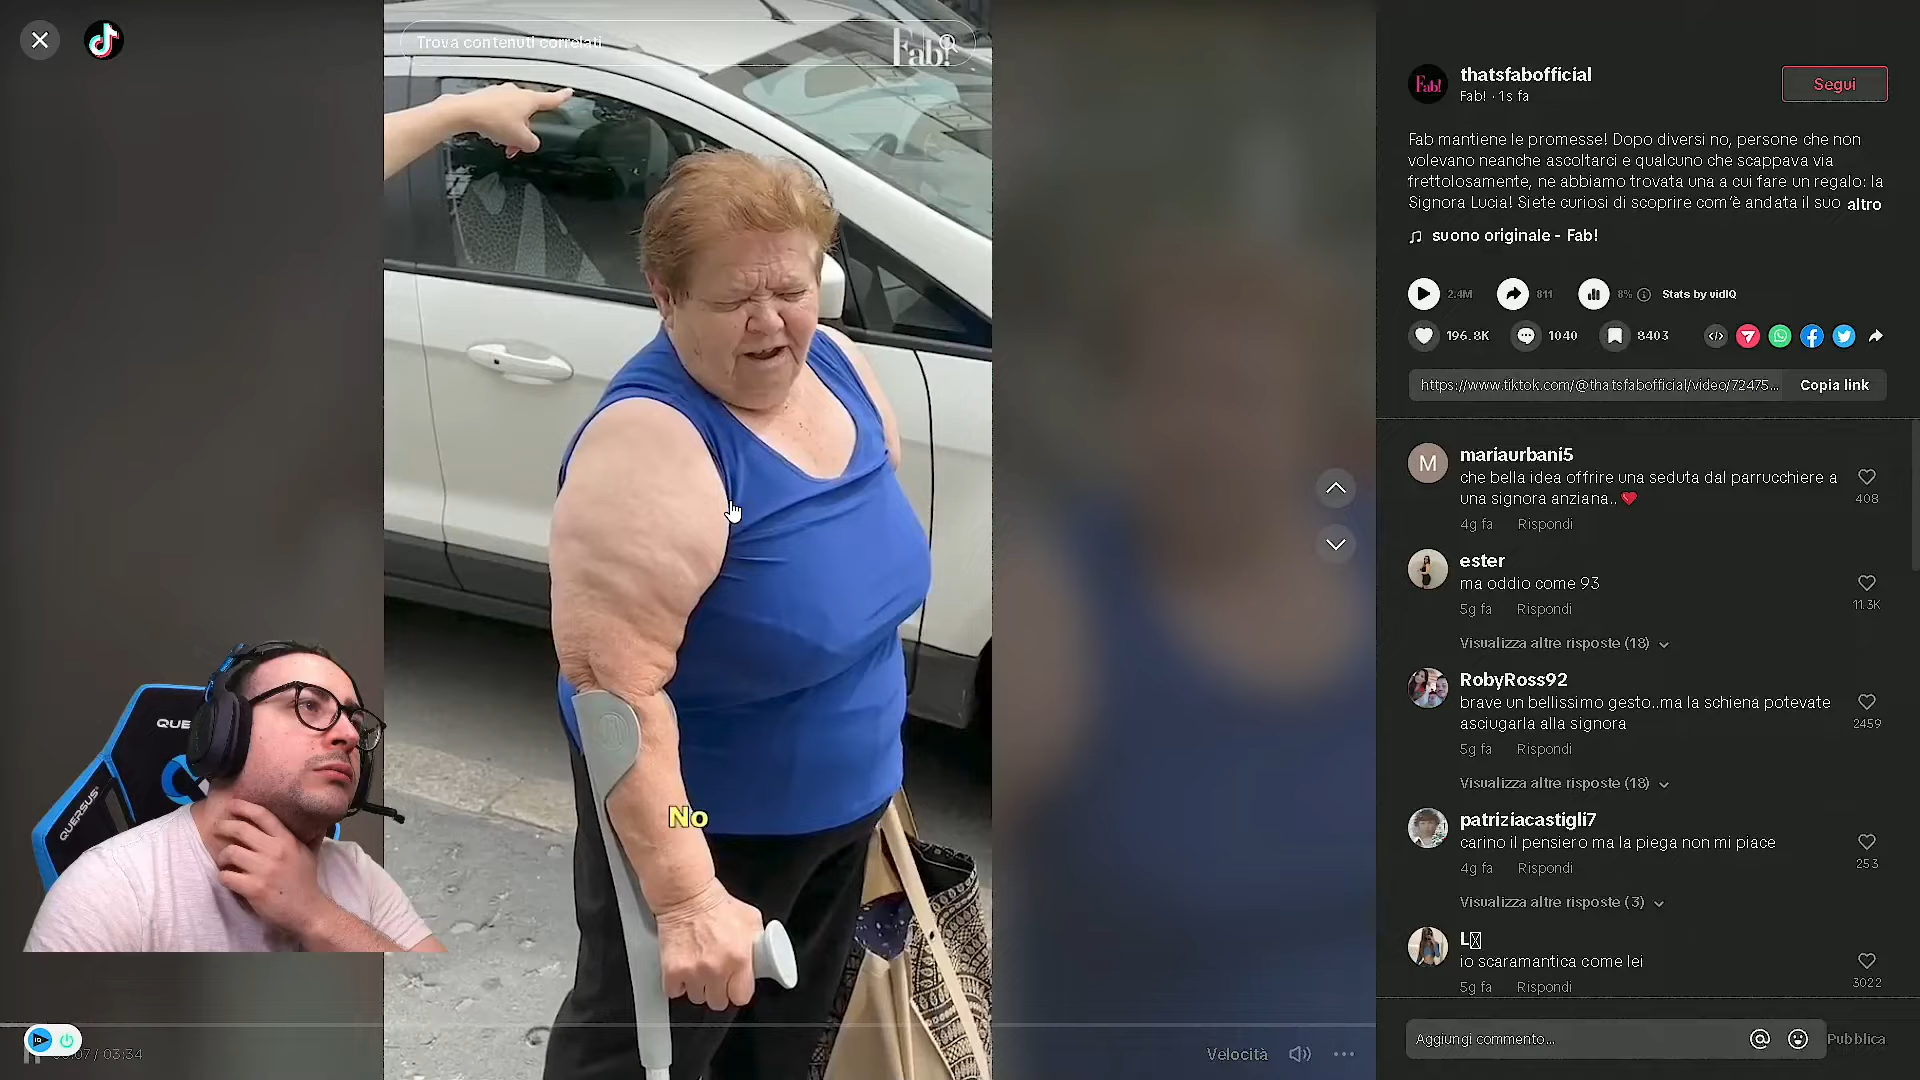 Trova contenuti correlati
Fab!
No
QUE
QUERSUS
/ 03:34
Velocità
Fab!
thatsfabofficial
Fab! · 1s fa
Segui
Fab mantiene le promesse! Dopo diversi no, persone che non
volevano neanche ascoltarci e qualcuno che scappava via
frettolosamente, ne abbiamo trovata una a cui fare un regalo: la
Signora Lucia! Siete curiosi di scoprire com'è andata il suo altro
suono originale - Fab!
2.4M 811 8% Stats by vidIQ
196.8K 1040 8403
https://www.tiktok.com/@thatsfabofficial/video/72475... Copia link
M
mariaurbani5
che bella idea offrire una seduta dal parrucchiere a
una signora anziana.. ❤
408
4g fa Rispondi
ester
ma oddio come 93
11.3K
5g fa Rispondi
Visualizza altre risposte (18)
RobyRoss92
brave un bellissimo gesto..ma la schiena potevate
asciugarla alla signora
2459
5g fa Rispondi
Visualizza altre risposte (18)
patriziacastigli7
carino il pensiero ma la piega non mi piace
253
4g fa Rispondi
Visualizza altre risposte (3)
L
io scaramantica come lei
3022
5g fa Rispondi
Aggiungi commento...
Pubblica